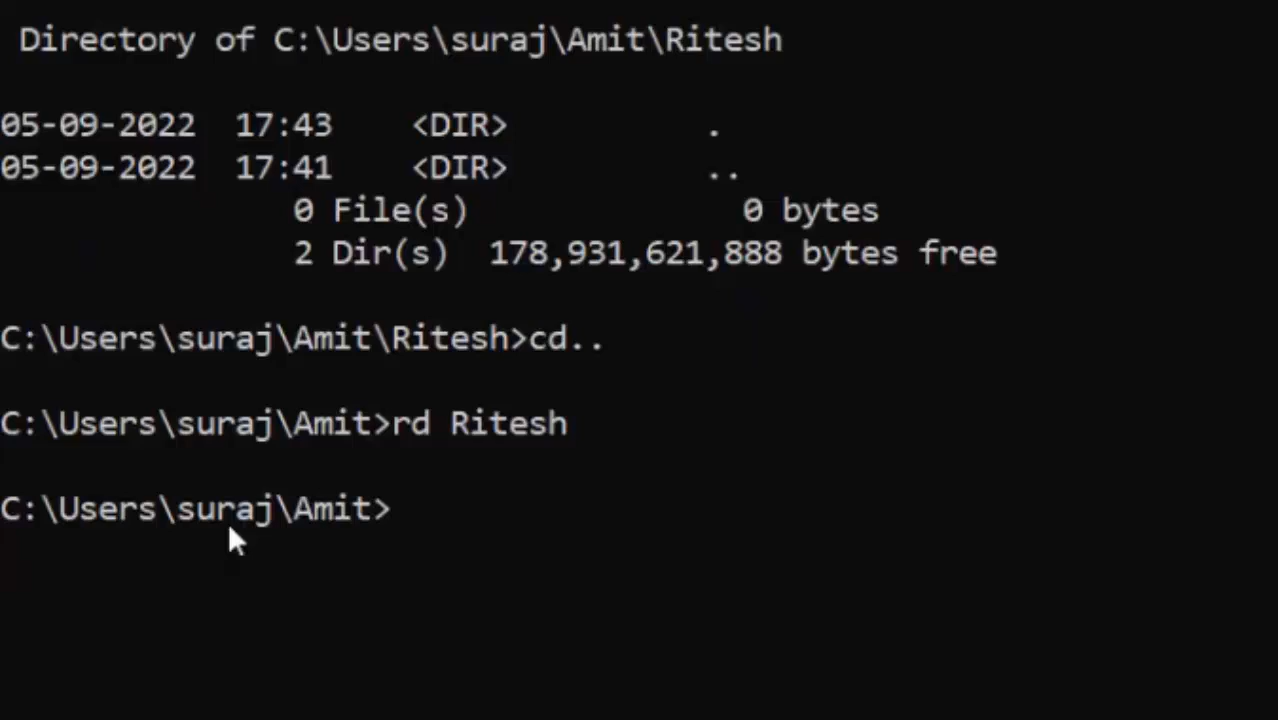 Directory of C:\Users\suraj\Amit\Ritesh
05-09-2022  17:43    <DIR>          .
05-09-2022  17:41    <DIR>          ..
0 File(s)              0 bytes
2 Dir(s)  178,931,621,888 bytes free
C:\Users\suraj\Amit\Ritesh>cd..
C:\Users\suraj\Amit>rd Ritesh
C:\Users\suraj\Amit>